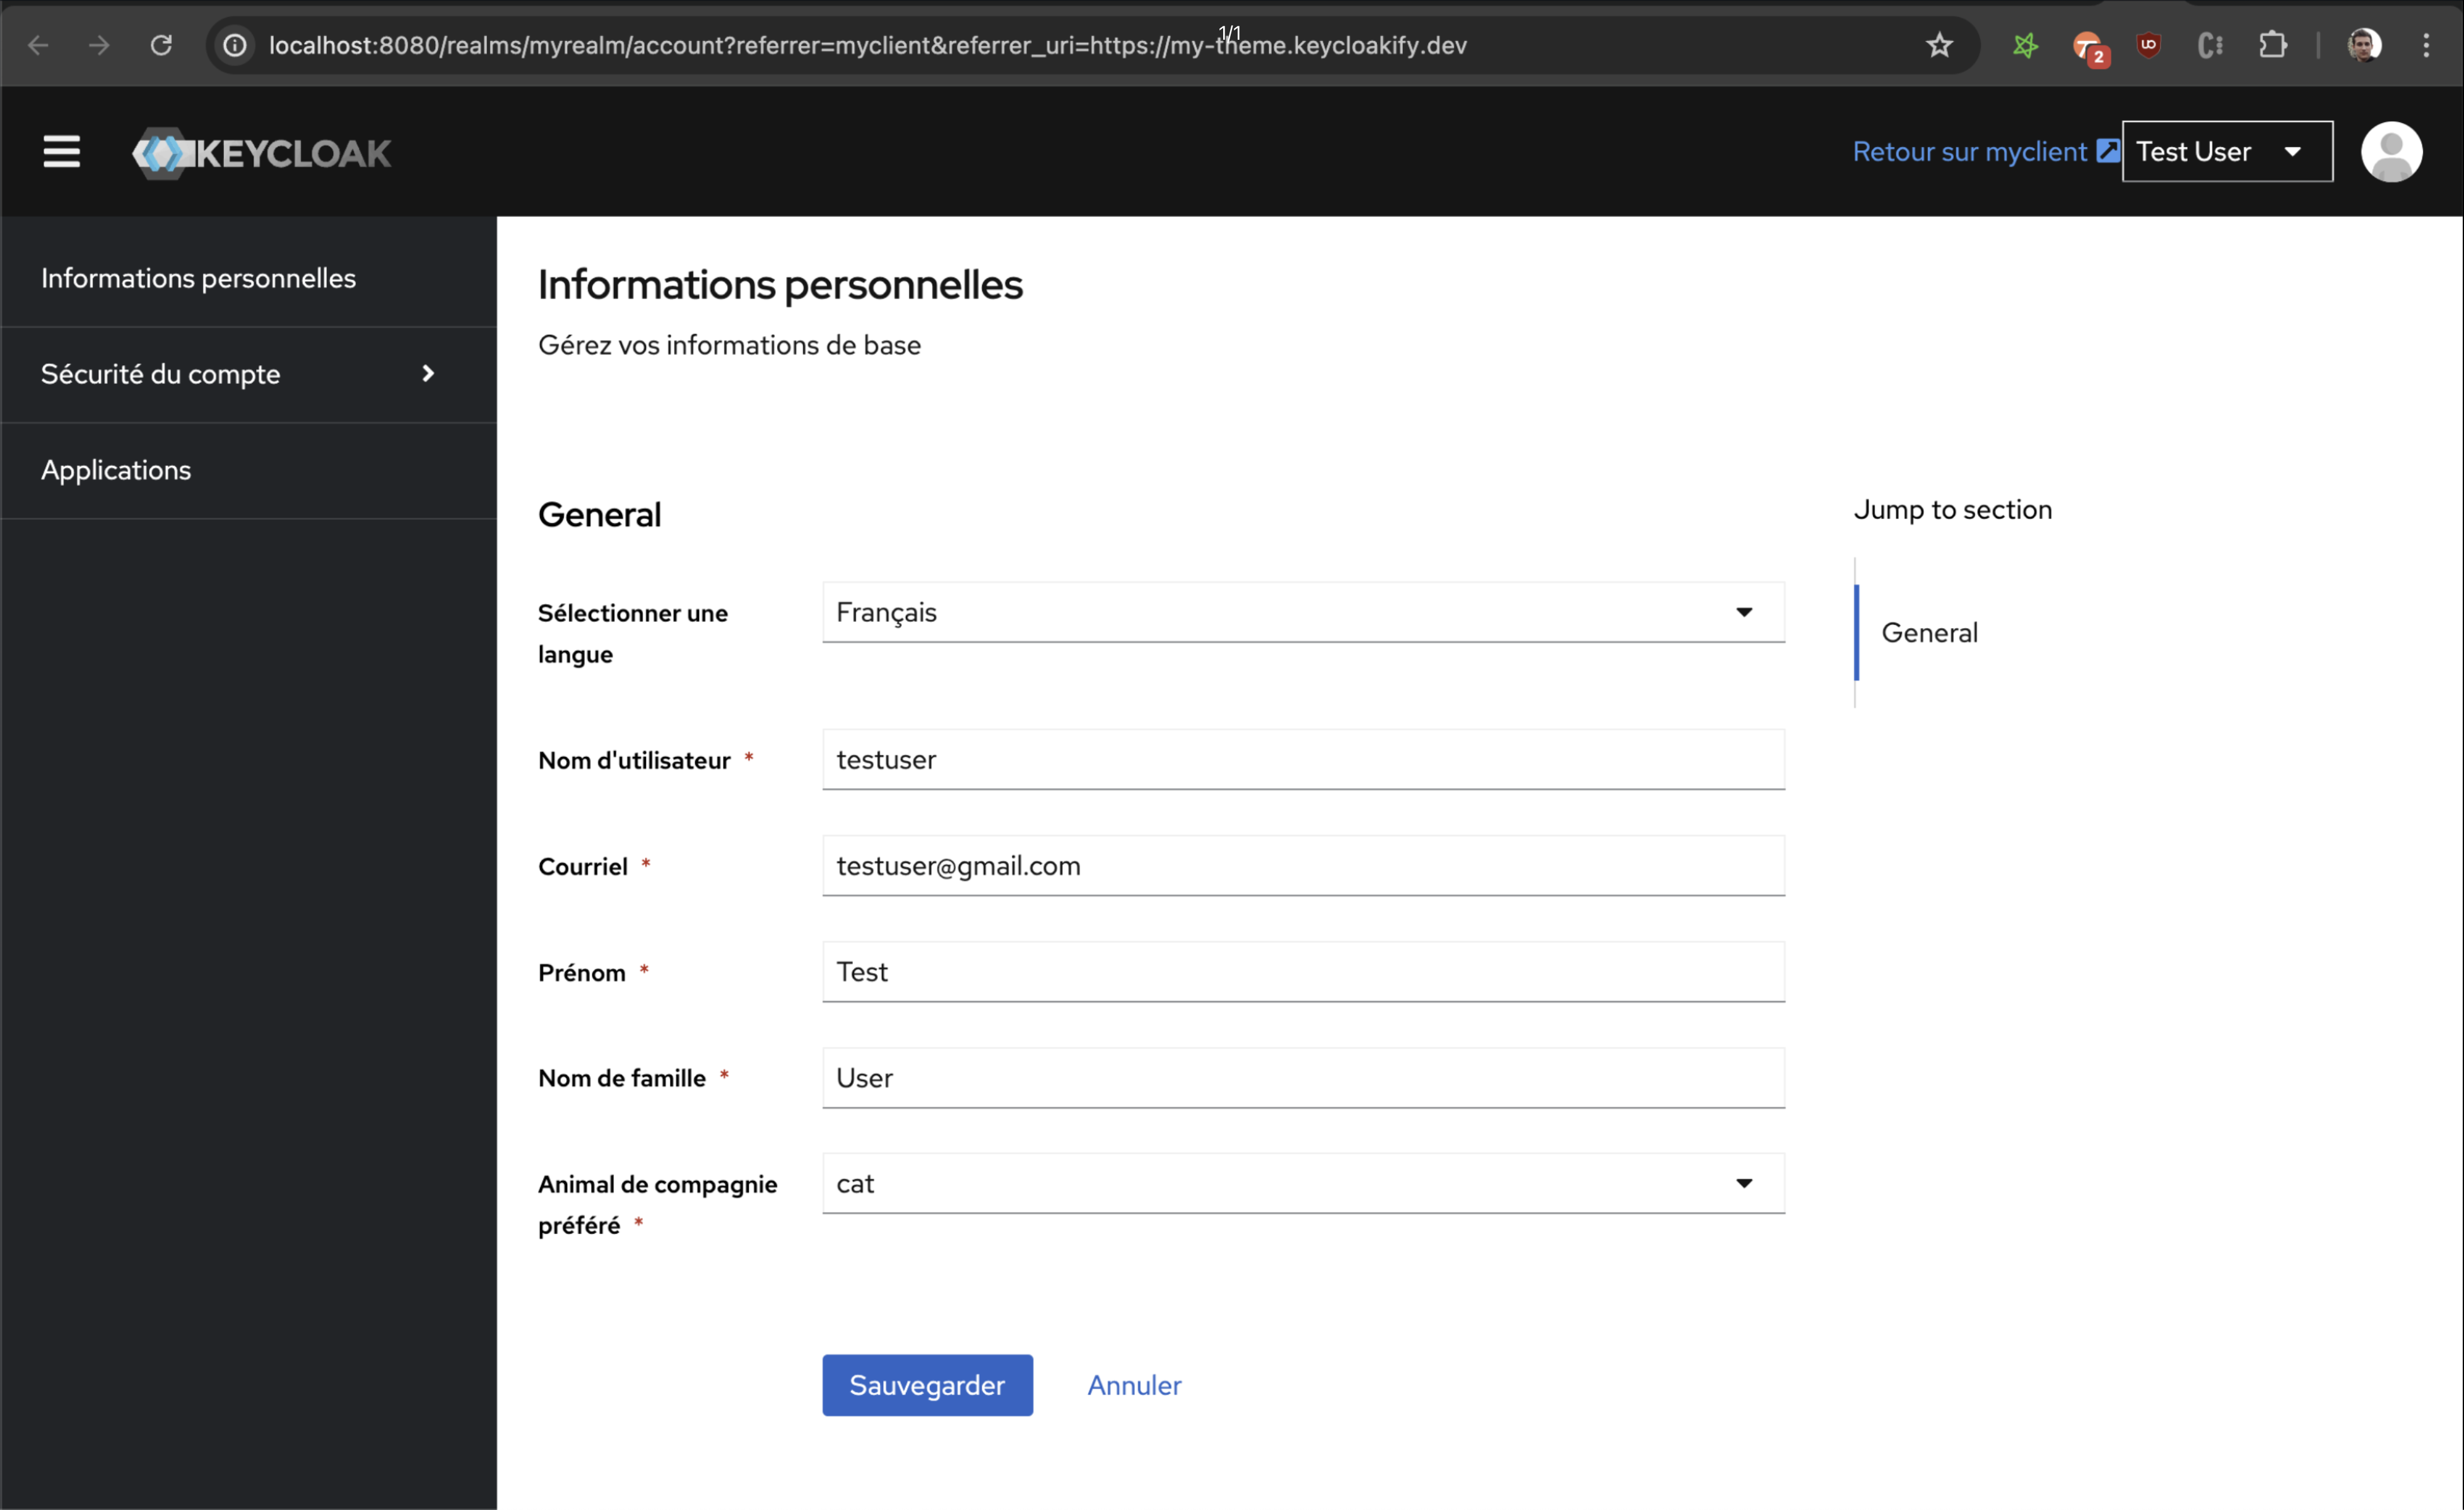 localhost:8080/realms/myrealm/account?referrer=myclient&referrer_uri=https://my-theme.keycloakify.dev
1/1
2
KEYCLOAK
Retour sur myclient
Test User
Informations personnelles
Sécurité du compte
Applications
Informations personnelles
Gérez vos informations de base
General
Jump to section
General
Sélectionner une
langue
Français
Nom d'utilisateur *
testuser
Courriel *
testuser@gmail.com
Prénom *
Test
Nom de famille *
User
Animal de compagnie
préféré *
cat
Sauvegarder
Annuler